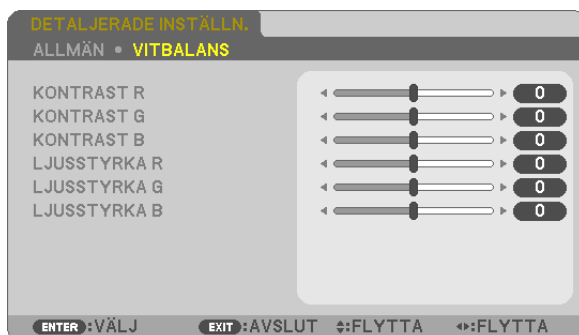 DETALJERADE INSTÄLLN.
ALLMÄN • VITBALANS
KONTRAST R 0
KONTRAST G 0
KONTRAST B 0
LJUSSTYRKA R 0
LJUSSTYRKA G 0
LJUSSTYRKA B 0
ENTER :VÄLJ EXIT :AVSLUT :FLYTTA :FLYTTA